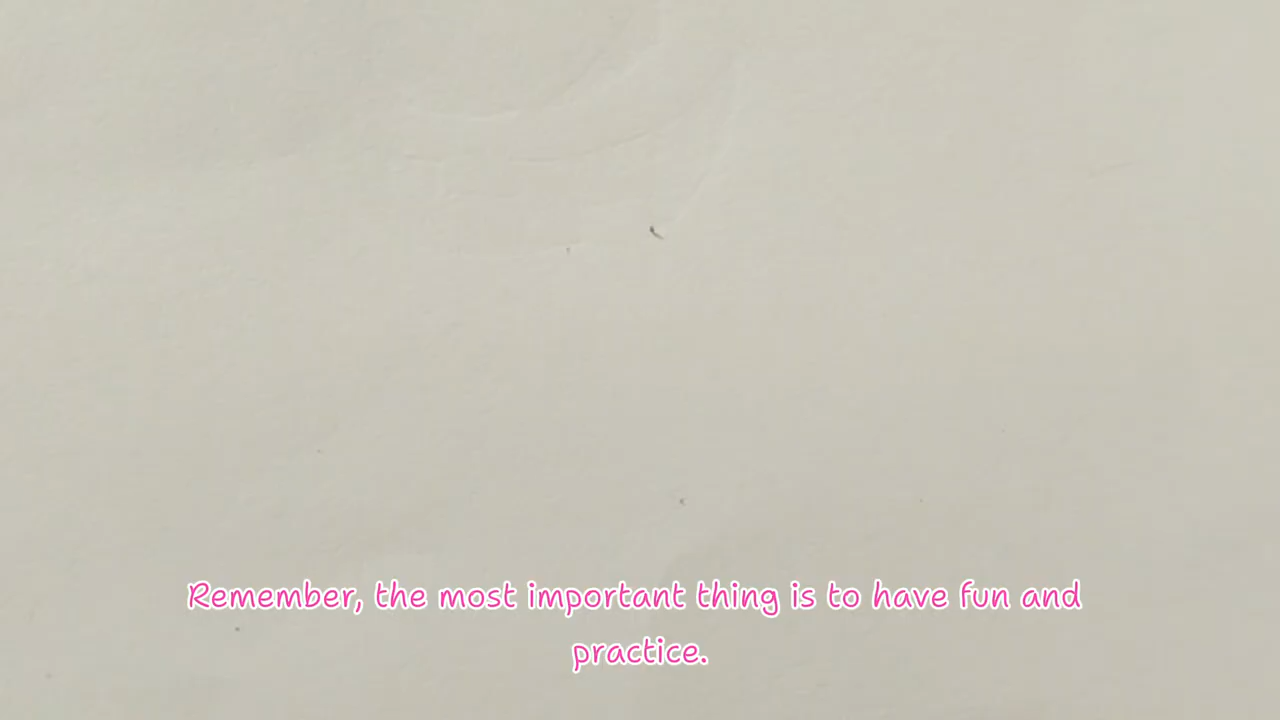 Remember, the most important thing is to have fun and
practice.